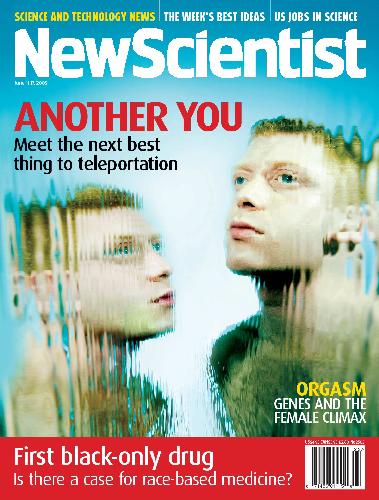 SCIENCE AND TECHNOLOGY NEWS | THE WEEK'S BEST IDEAS | US JOBS IN SCIENCE
NewScientist
ANOTHER YOU
Meet the next best
thing to teleportation
ORGASM
GENES AND THE
FEMALE CLIMAX
First black-only drug
Is there a case for race-based medicine?